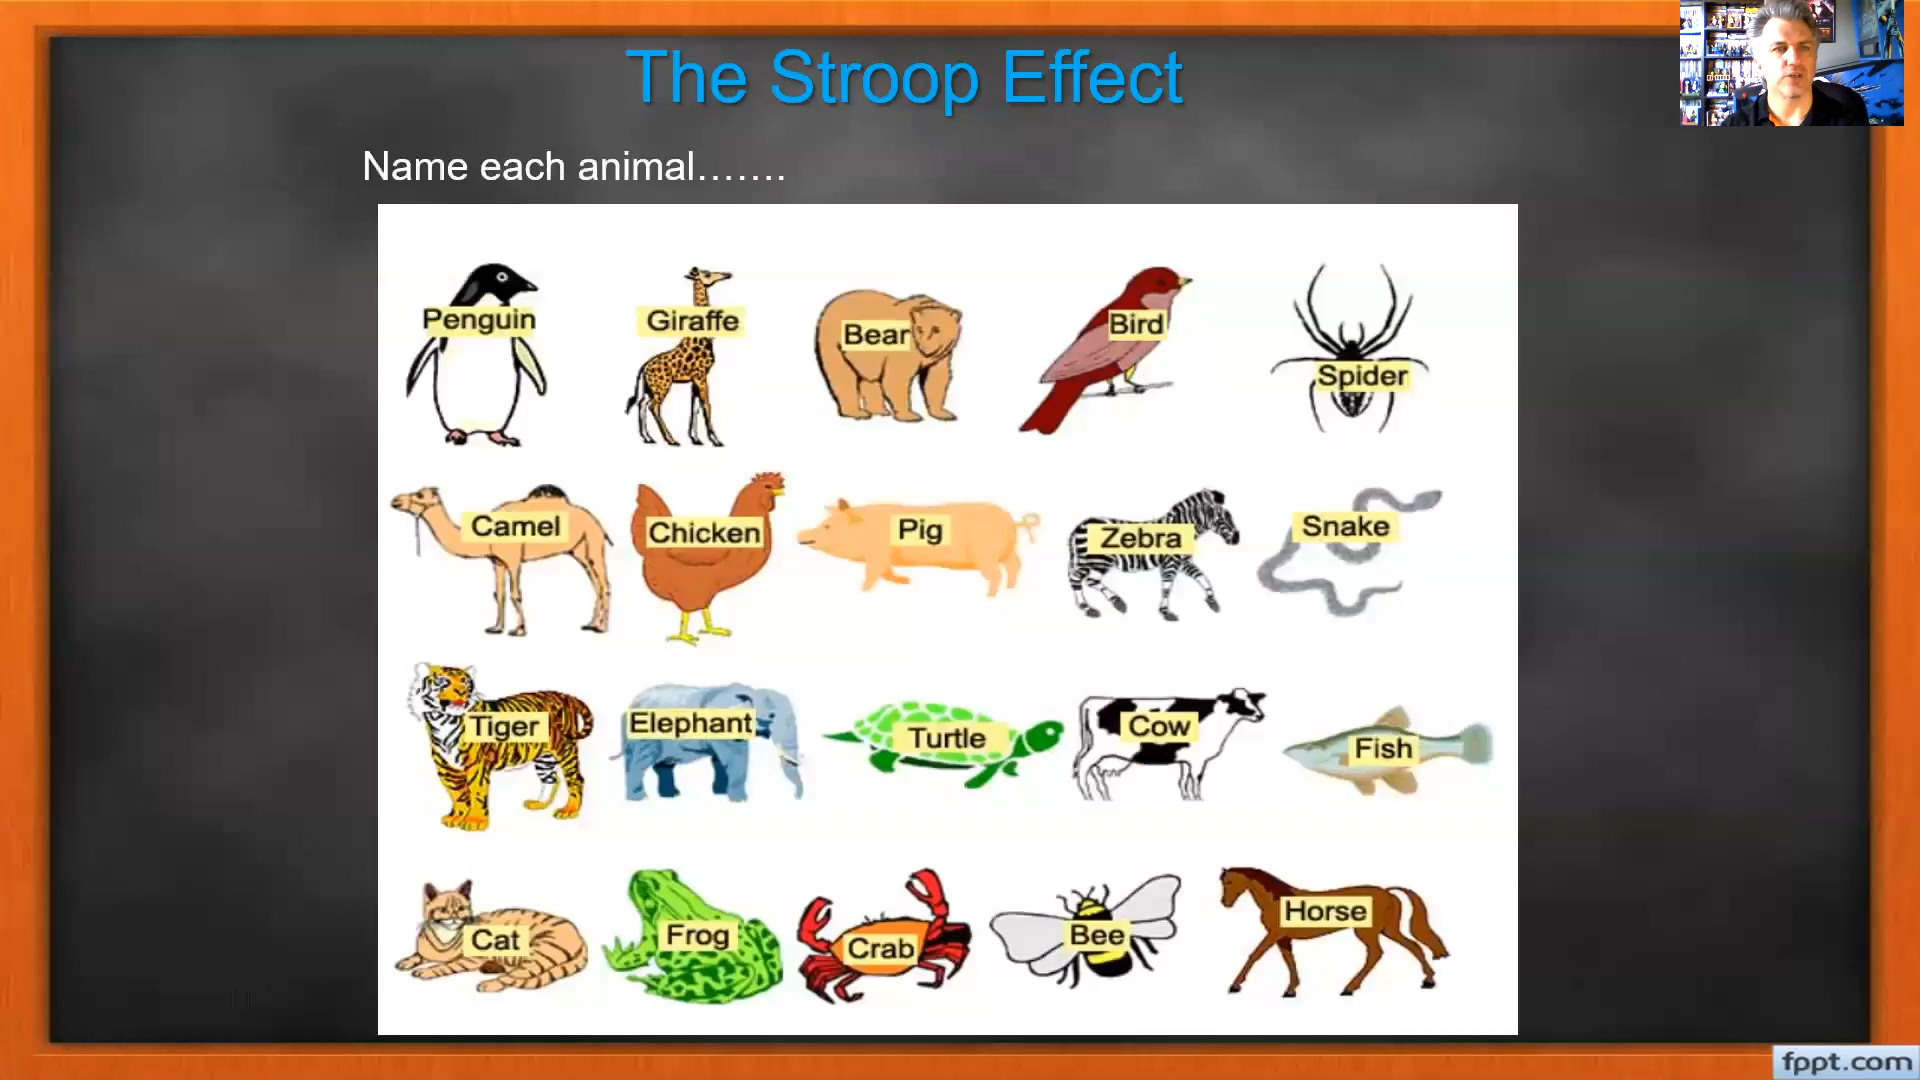 The Stroop Effect
Name each animal…….
Penguin
Giraffe
Bear
Bird
Spider
Camel
Chicken
Pig
Zebra
Snake
Tiger
Elephant
Turtle
Cow
Fish
Cat
Frog
Crab
Bee
Horse
fppt.com